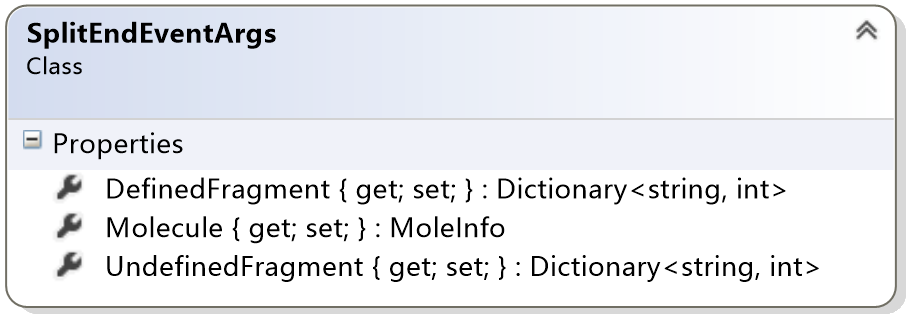 SplitEndEventArgs
Class
Properties
DefinedFragment { get; set; } : Dictionary<string, int>
Molecule { get; set; } : MoleInfo
UndefinedFragment { get; set; } : Dictionary<string, int>